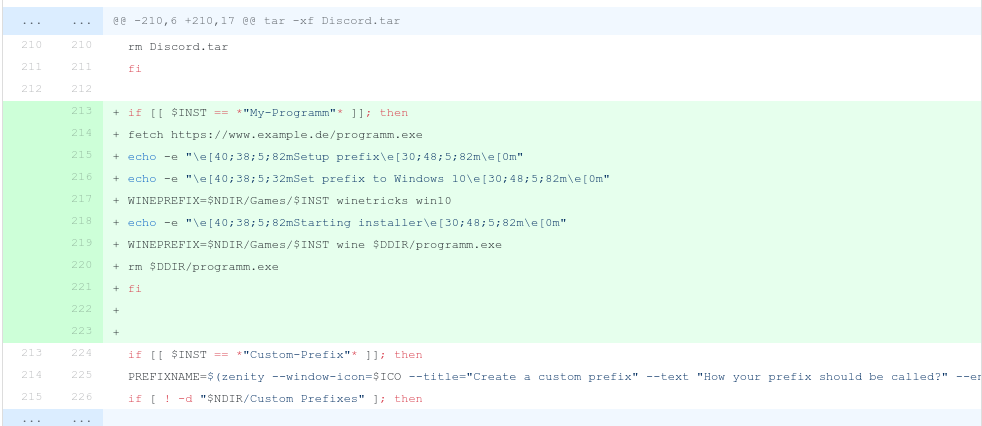 ... ... @@ -210,6 +210,17 @@ tar -xf Discord.tar
210 210 rm Discord.tar
211 211 fi
212 212
213 + if [[ $INST == *"My-Programm"* ]]; then
214 + fetch https://www.example.de/programm.exe
215 + echo -e "\e[40;38;5;82mSetup prefix\e[30;48;5;82m\e[0m"
216 + echo -e "\e[40;38;5;32mSet prefix to Windows 10\e[30;48;5;82m\e[0m"
217 + WINEPREFIX=$NDIR/Games/$INST winetricks win10
218 + echo -e "\e[40;38;5;82mStarting installer\e[30;48;5;82m\e[0m"
219 + WINEPREFIX=$NDIR/Games/$INST wine $DDIR/programm.exe
220 + rm $DDIR/programm.exe
221 + fi
222 +
223 +
213 224 if [[ $INST == *"Custom-Prefix"* ]]; then
214 225 PREFIXNAME=$(zenity --window-icon=$ICO --title="Create a custom prefix" --text "How your prefix should be called?" --en
215 226 if [ ! -d "$NDIR/Custom Prefixes" ]; then
... ...